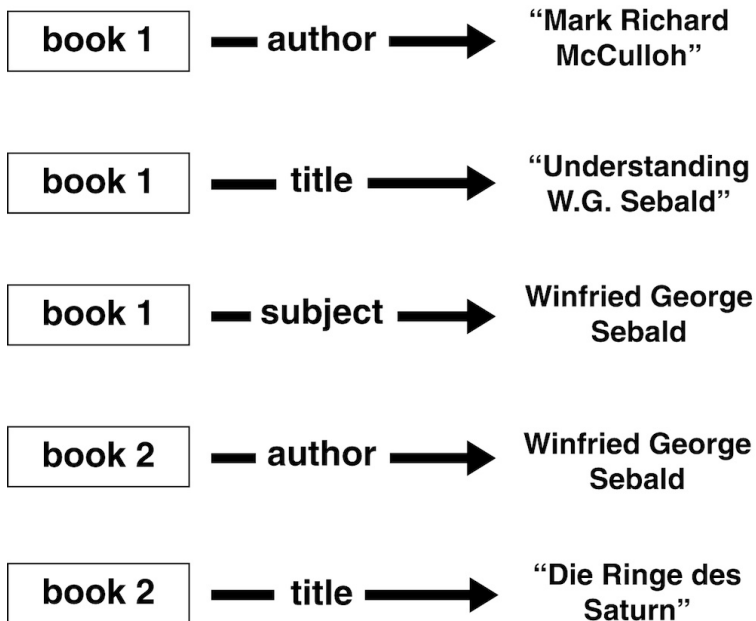 book 1 author “Mark Richard
McCulloh”
book 1 title “Understanding
W.G. Sebald”
book 1 subject Winfried George
Sebald
book 2 author Winfried George
Sebald
book 2 title “Die Ringe des
Saturn”